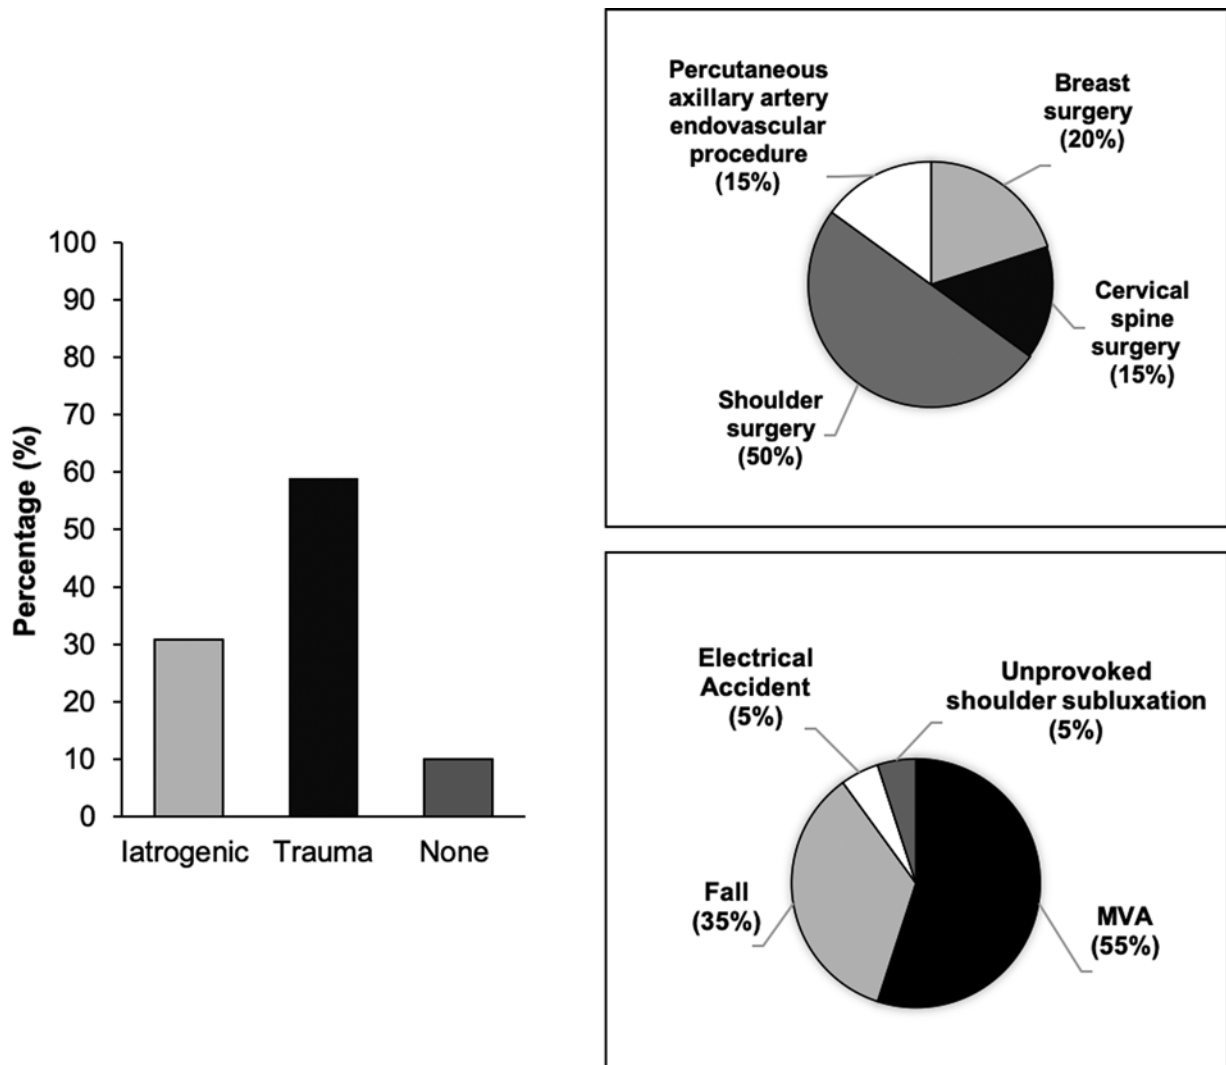 Percentage (%)
100
90
80
70
60
50
40
30
20
10
0
Iatrogenic
Trauma
None
Percutaneous
axillary artery
endovascular
procedure
(15%)
Breast
surgery
(20%)
Cervical
spine
surgery
(15%)
Shoulder
surgery
(50%)
Electrical
Accident
(5%)
Unprovoked
shoulder subluxation
(5%)
Fall
(35%)
MVA
(55%)